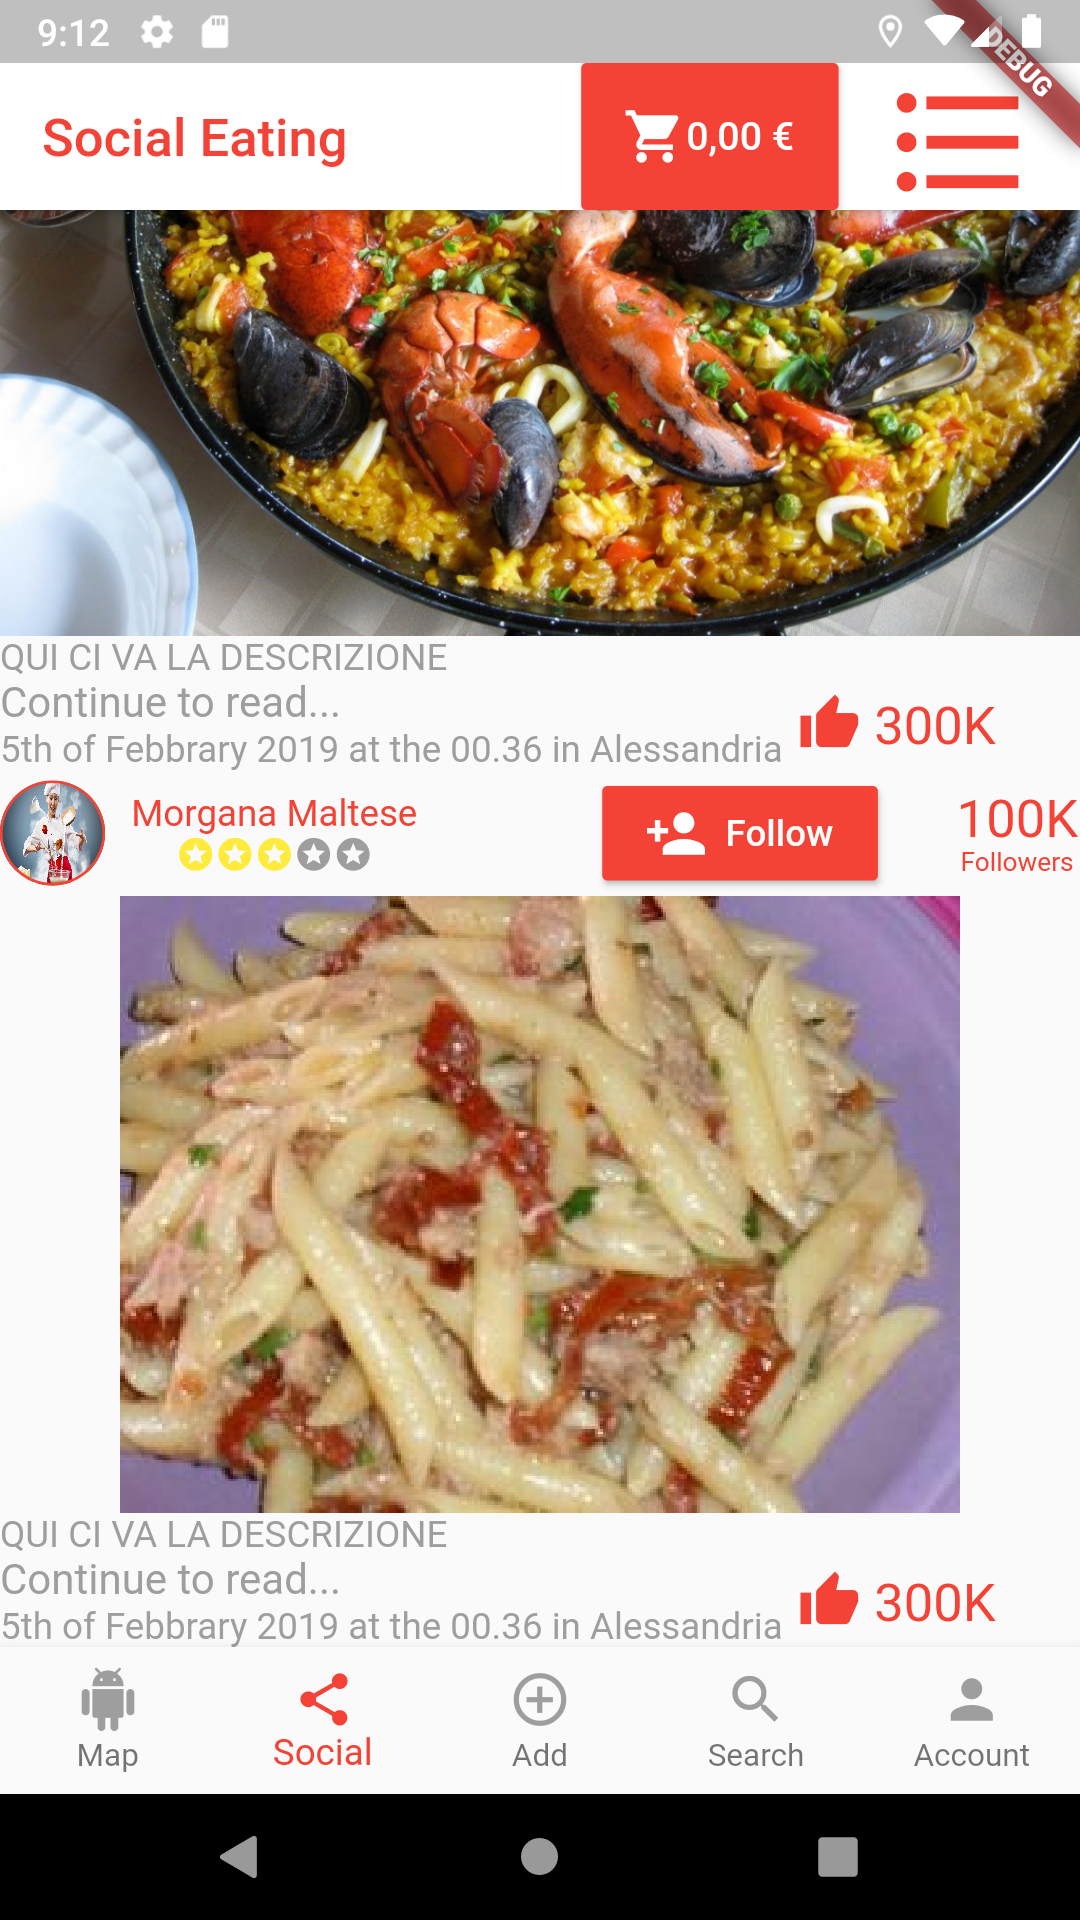 9:12
DEBUG
Social Eating
0,00 €
QUI CI VA LA DESCRIZIONE
Continue to read...
5th of Febbrary 2019 at the 00.36 in Alessandria
300K
Morgana Maltese
Follow
100K
Followers
QUI CI VA LA DESCRIZIONE
Continue to read...
5th of Febbrary 2019 at the 00.36 in Alessandria
300K
Map
Social
Add
Search
Account